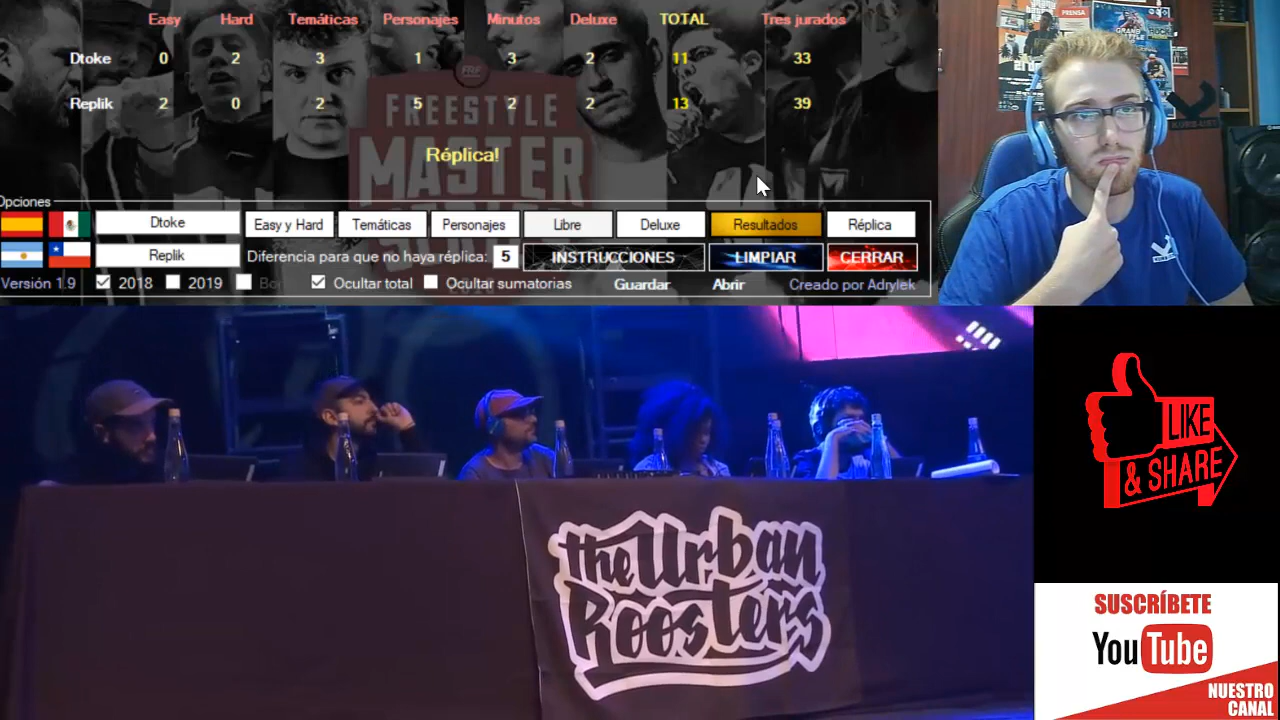 Easy Hard Temáticas Personajes Minutos Deluxe TOTAL Tres jurados
Dtoke 0 2 3 1 3 2 11 33
Replik 2 0 2 5 2 2 13 39
FRF
FREESTYLE
MASTER
Réplica!
Opciones
Dtoke Easy y Hard Temáticas Personajes Libre Deluxe Resultados Réplica
Replik Diferencia para que no haya réplica: 5 INSTRUCCIONES LIMPIAR CERRAR
Versión 1.9 2018 2019 Ocultar total Ocultar sumatorias Guardar Abrir Creado por Adrylek
PRENSA
the Urban
Roosters
LIKE
& SHARE
SUSCRÍBETE
YouTube
NUESTRO
CANAL